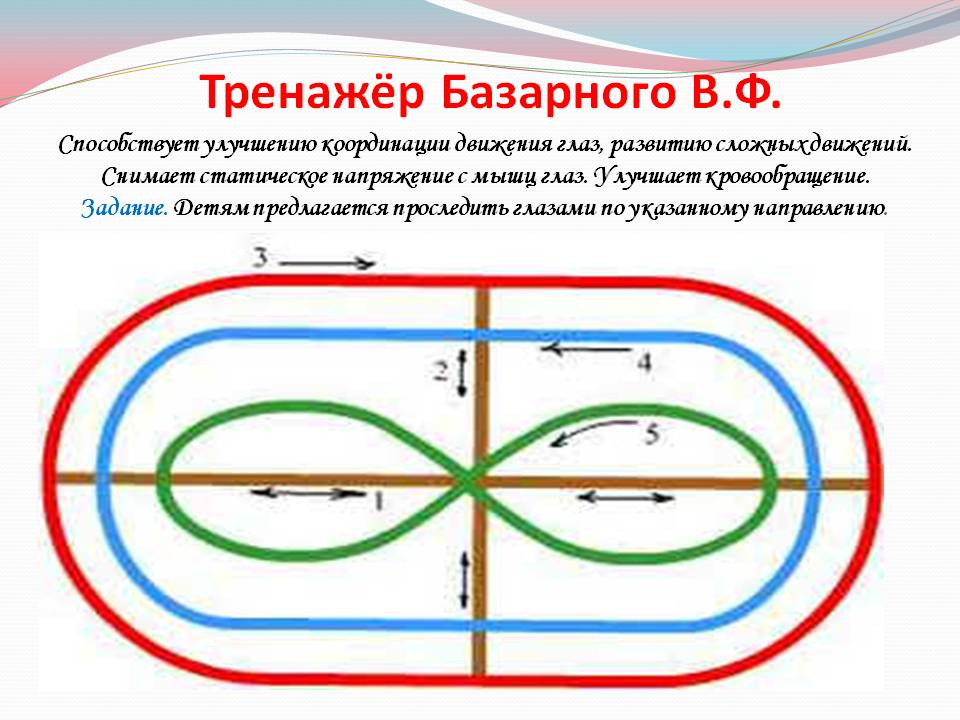 Тренажёр Базарного В.Ф.
Способствует улучшению координации движения глаз, развитию сложных движений.
Снимает статическое напряжение с мышц глаз. Улучшает кровообращение.
Задание. Детям предлагается проследить глазами по указанному направлению.
3
4
2
5
1